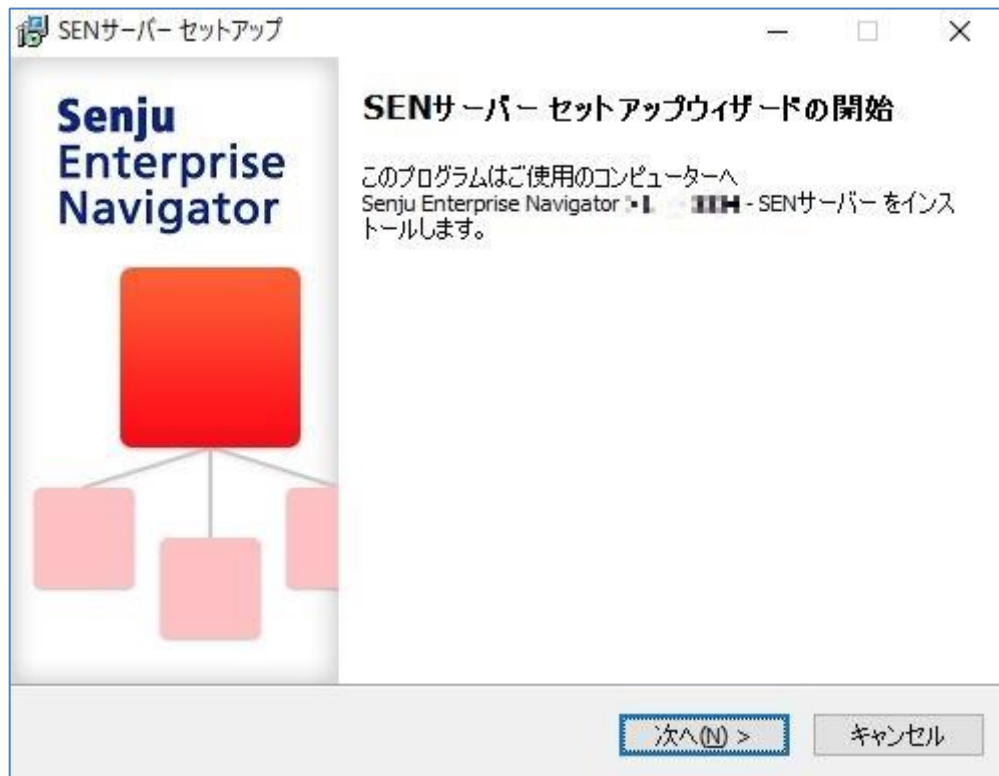 SENサーバー セットアップ
Senju
Enterprise
Navigator
SENサーバー セットアップウィザードの開始
このプログラムはご使用のコンピューターへ
Senju Enterprise Navigator - SENサーバー をインス
トールします。
次へ(N) >
キャンセル